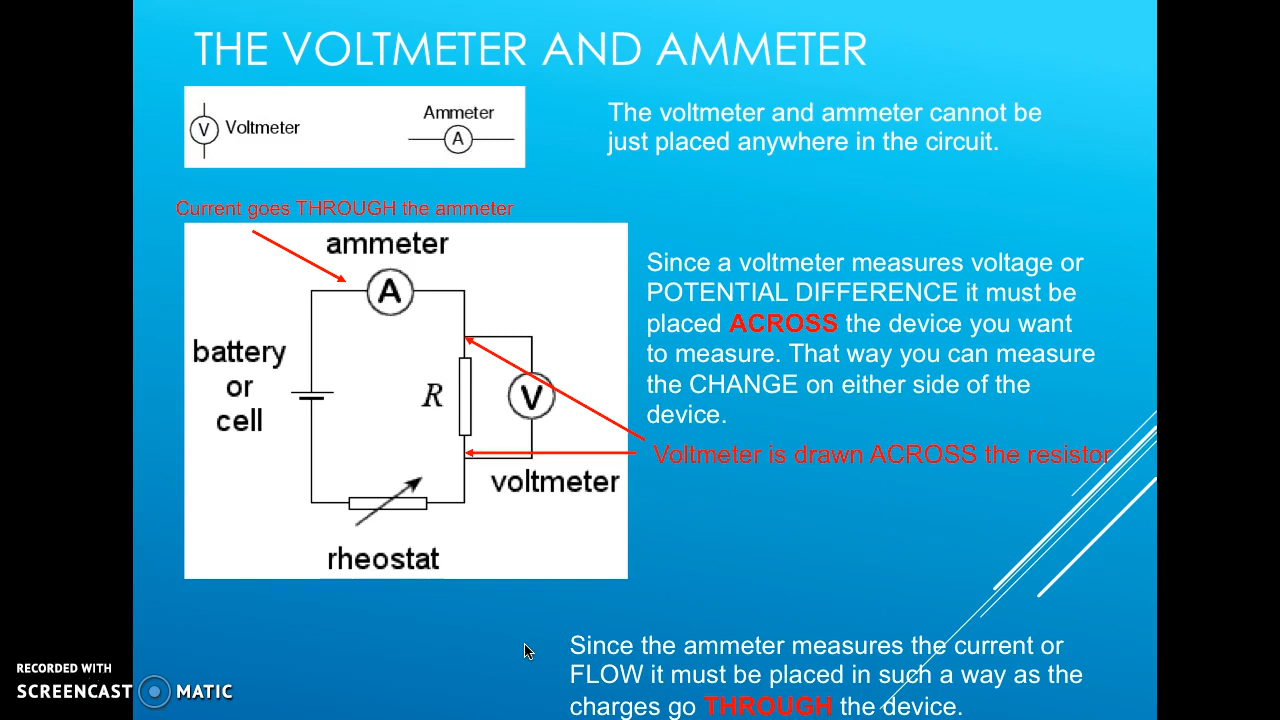 THE VOLTMETER AND AMMETER
V Voltmeter
Ammeter
A
The voltmeter and ammeter cannot be
just placed anywhere in the circuit.
Current goes THROUGH the ammeter
ammeter
A
battery
or
cell
R
V
voltmeter
rheostat
Since a voltmeter measures voltage or
POTENTIAL DIFFERENCE it must be
placed ACROSS the device you want
to measure. That way you can measure
the CHANGE on either side of the
device.
Voltmeter is drawn ACROSS the resistor
Since the ammeter measures the current or
FLOW it must be placed in such a way as the
charges go THROUGH the device.
RECORDED WITH
SCREENCAST MATIC